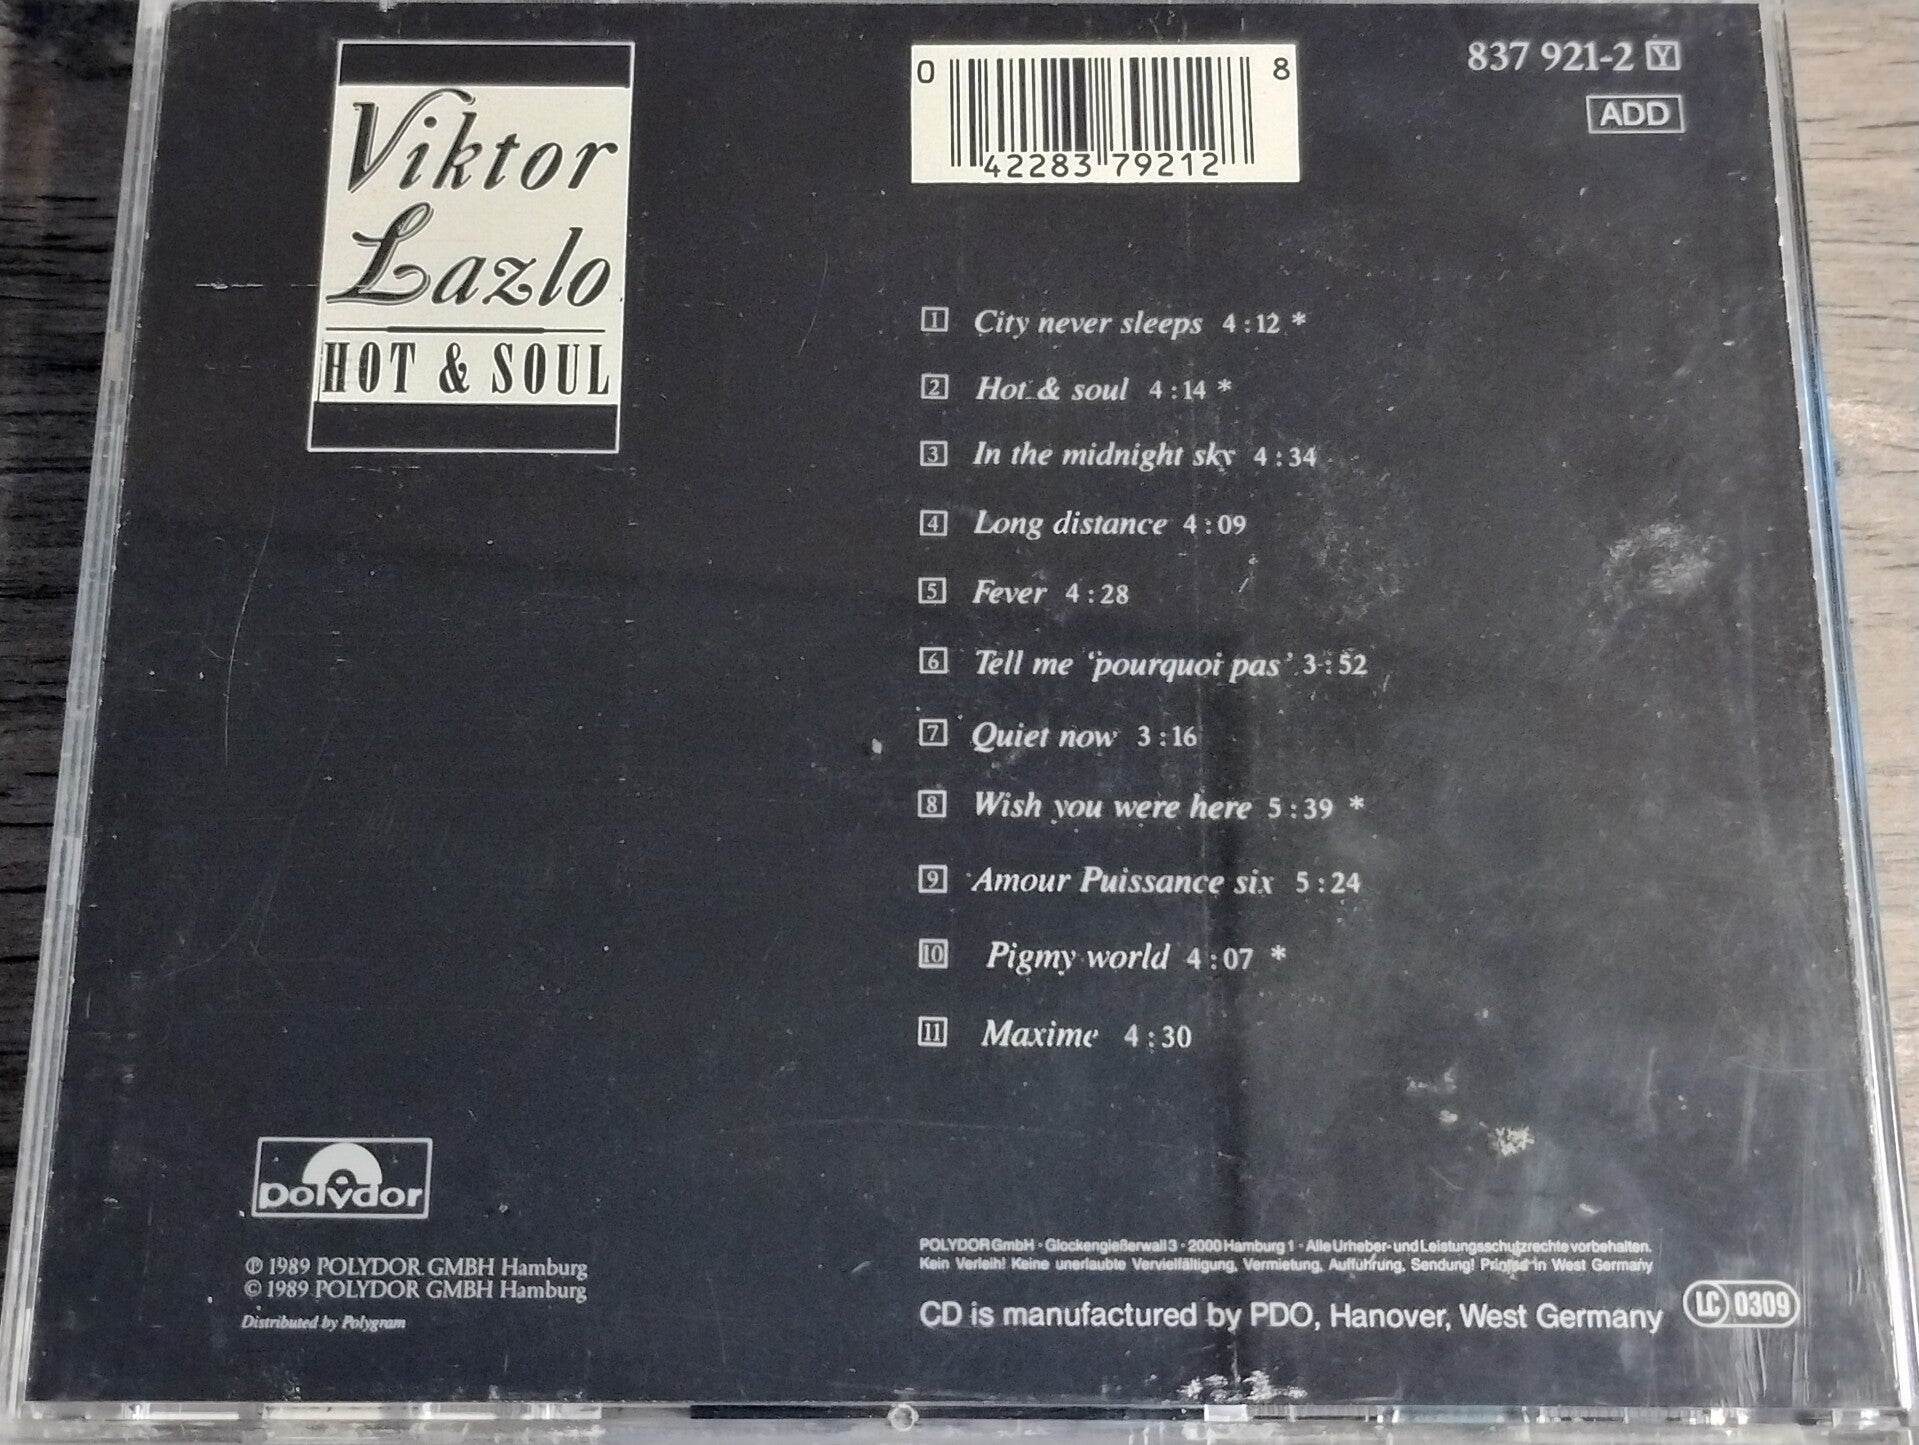 Viktor
Lazlo
HOT & SOUL
0 42283 79212 8
837 921-2 Y
ADD
1 City never sleeps 4:12 *
2 Hot & soul 4:14 *
3 In the midnight sky 4:34
4 Long distance 4:09
5 Fever 4:28
6 Tell me 'pourquoi pas' 3:52
7 Quiet now 3:16
8 Wish you were here 5:39 *
9 Amour Puissance six 5:24
10 Pigmy world 4:07 *
11 Maxime 4:30
polydor
℗ 1989 POLYDOR GMBH Hamburg
© 1989 POLYDOR GMBH Hamburg
Distributed by Polygram
POLYDOR GmbH · Glockengießerwall 3 · 2000 Hamburg 1 · Alle Urheber- und Leistungsschutzrechte vorbehalten.
Kein Verleih! Keine unerlaubte Vervielfältigung, Vermietung, Aufführung, Sendung! Printed in West Germany
CD is manufactured by PDO, Hanover, West Germany
LC 0309